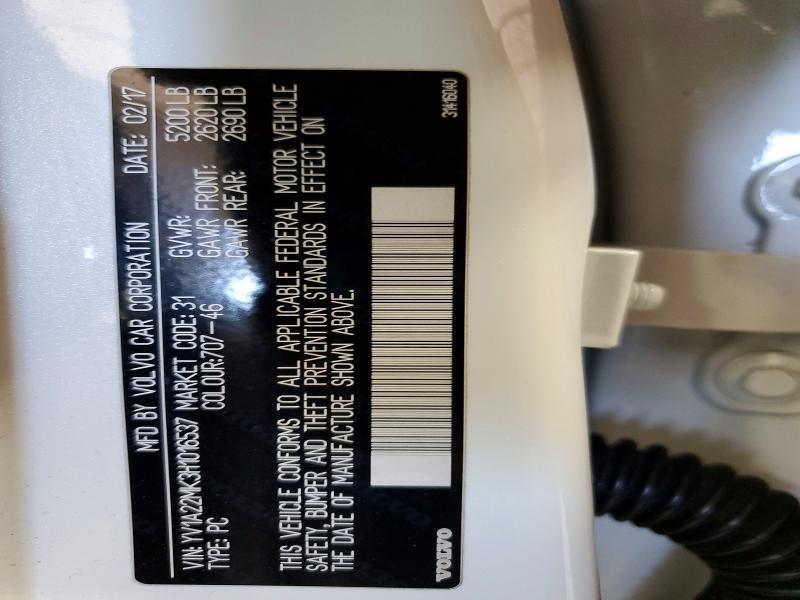 MFD BY VOLVO CAR CORPORATION DATE: 02/17
VIN: YV1A22MK3H1016537 MARKET CODE: 31 GVWR: 5200 LB
TYPE: PC COLOUR:707-46 GAWR FRONT: 2620 LB
GAWR REAR: 2690 LB
THIS VEHICLE CONFORMS TO ALL APPLICABLE FEDERAL MOTOR VEHICLE
SAFETY, BUMPER AND THEFT PREVENTION STANDARDS IN EFFECT ON
THE DATE OF MANUFACTURE SHOWN ABOVE.
VOLVO 31416040